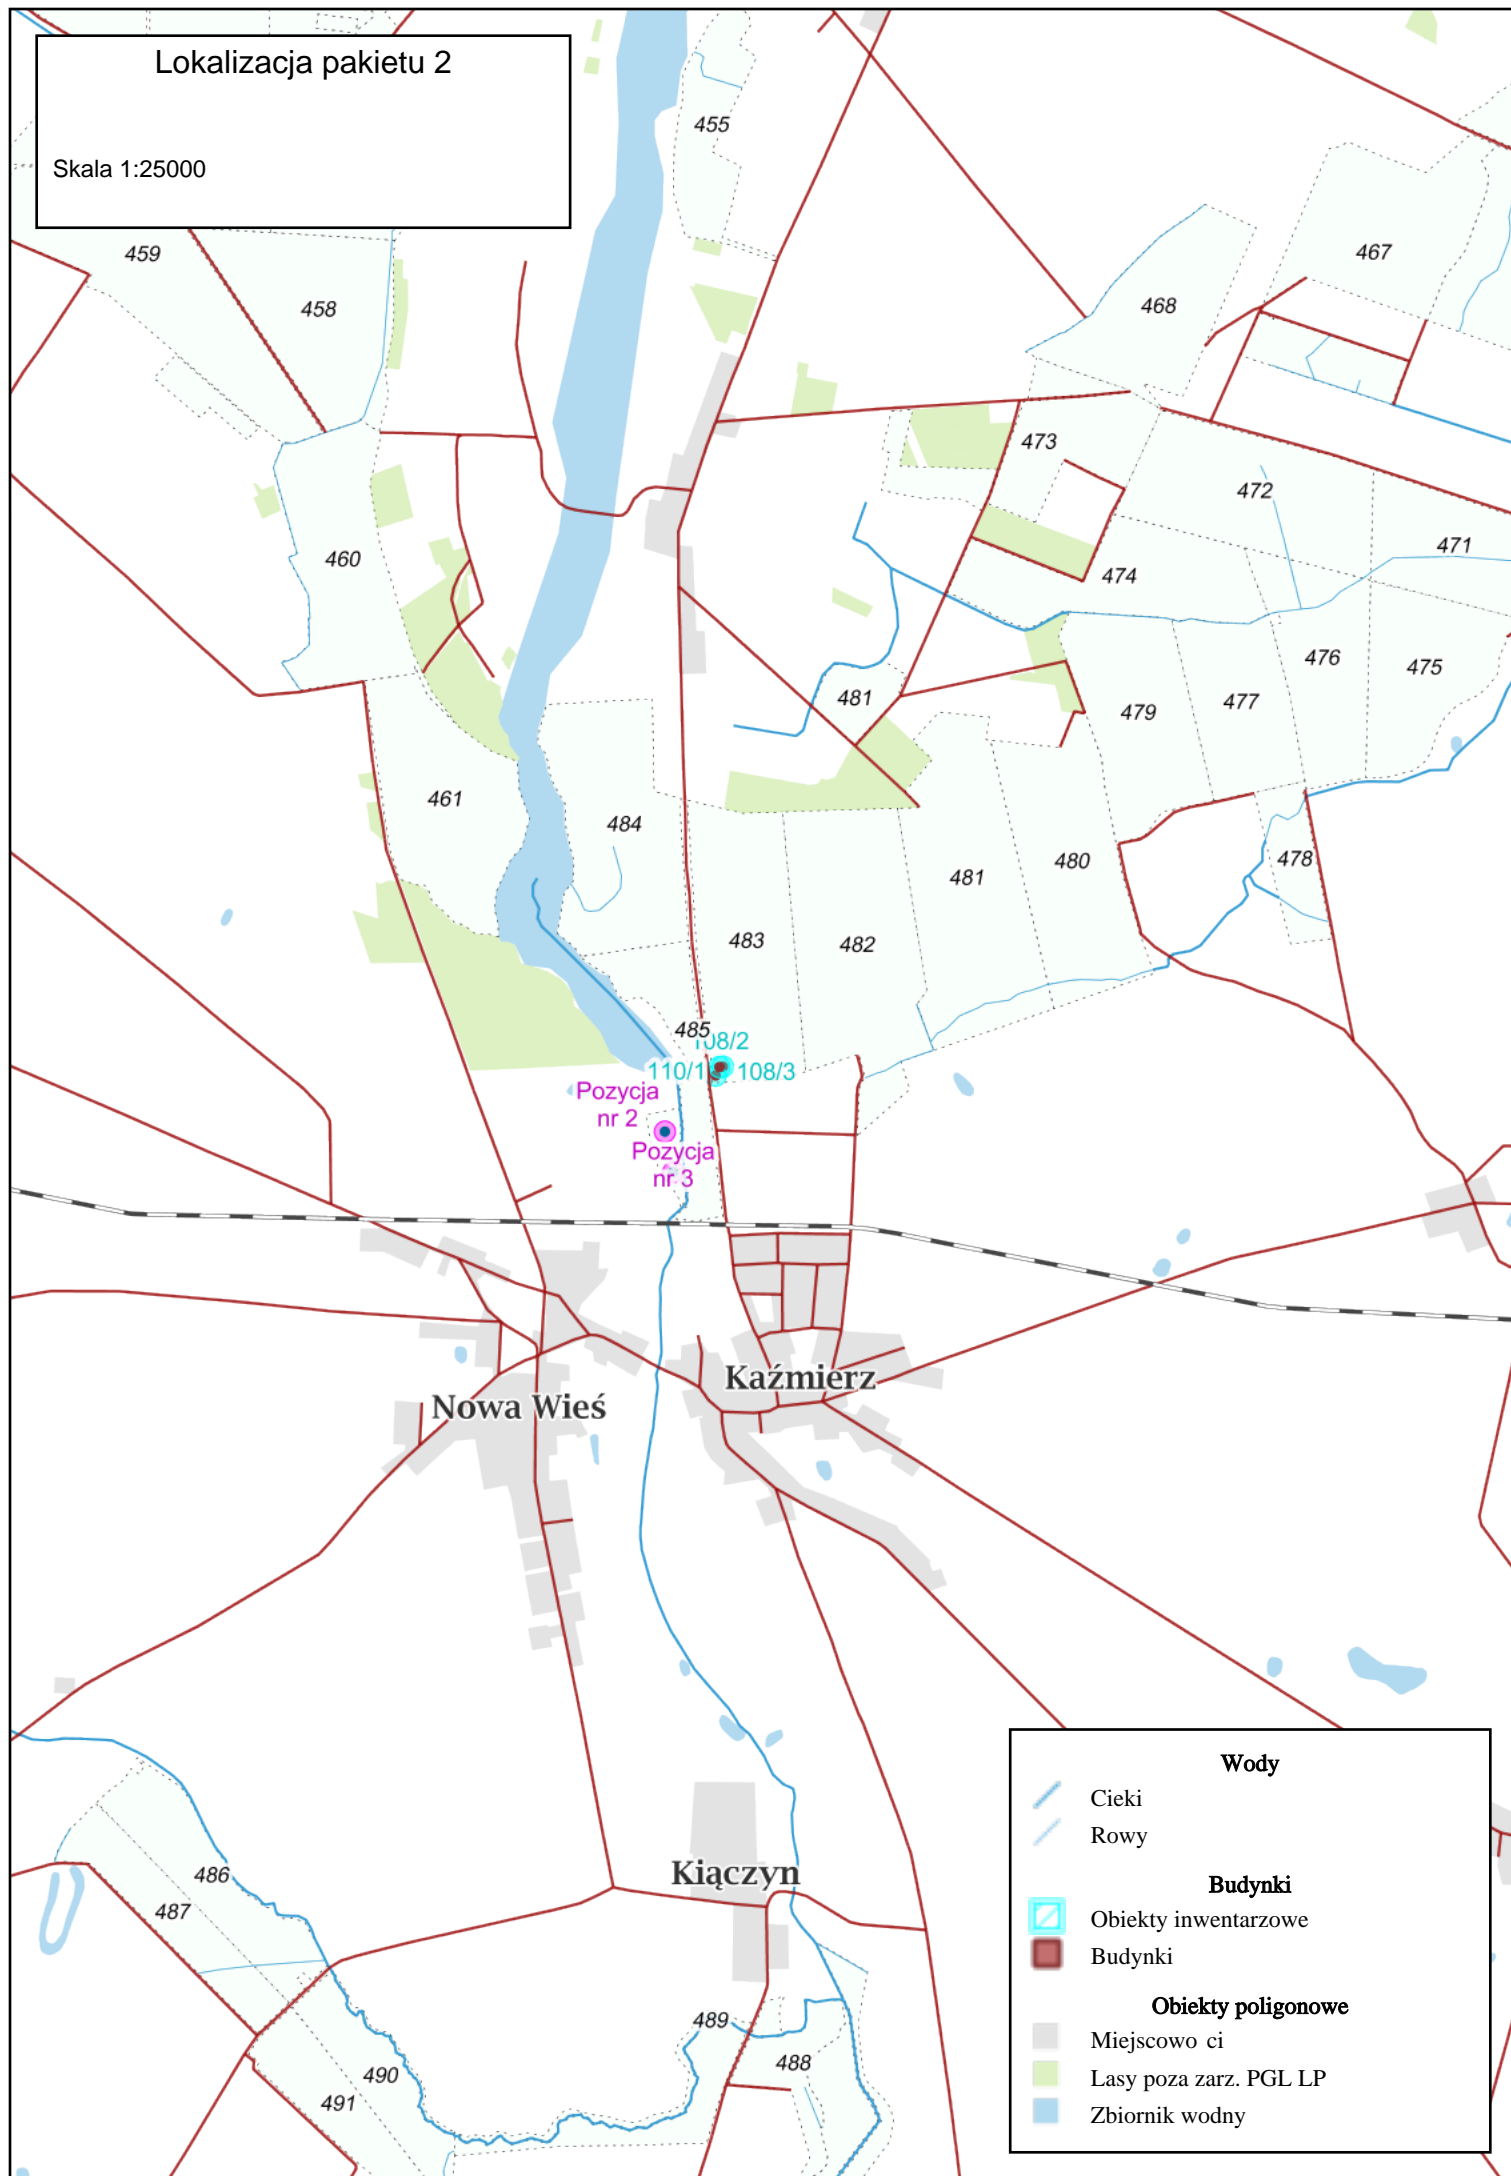 Lokalizacja pakietu 2
Skala 1:25000
455
459
458
467
468
473
472
471
460
474
476
475
481
477
479
461
484
478
480
481
483
482
485
108/2
110/1
108/3
Pozycja
nr 2
Pozycja
nr 3
Kaźmierz
Nowa Wieś
Kiączyn
486
487
489
488
490
491
Wody
Cieki
Rowy
Budynki
Obiekty inwentarzowe
Budynki
Obiekty poligonowe
Miejscowo ci
Lasy poza zarz. PGL LP
Zbiornik wodny